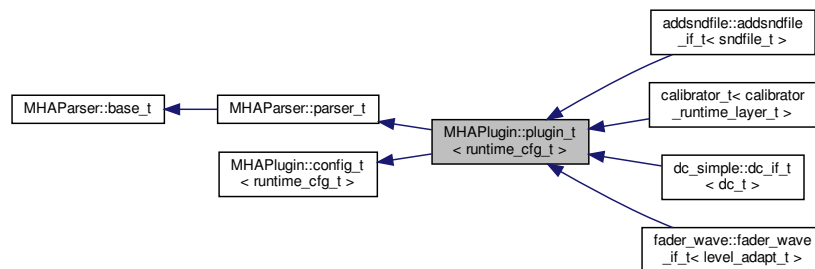 MHAParser::base_t
MHAParser::parser_t
MHAPlugin::config_t
< runtime_cfg_t >
MHAPlugin::plugin_t
< runtime_cfg_t >
addsndfile::addsndfile
_if_t< sndfile_t >
calibrator_t< calibrator
_runtime_layer_t >
dc_simple::dc_if_t
< dc_t >
fader_wave::fader_wave
_if_t< level_adapt_t >